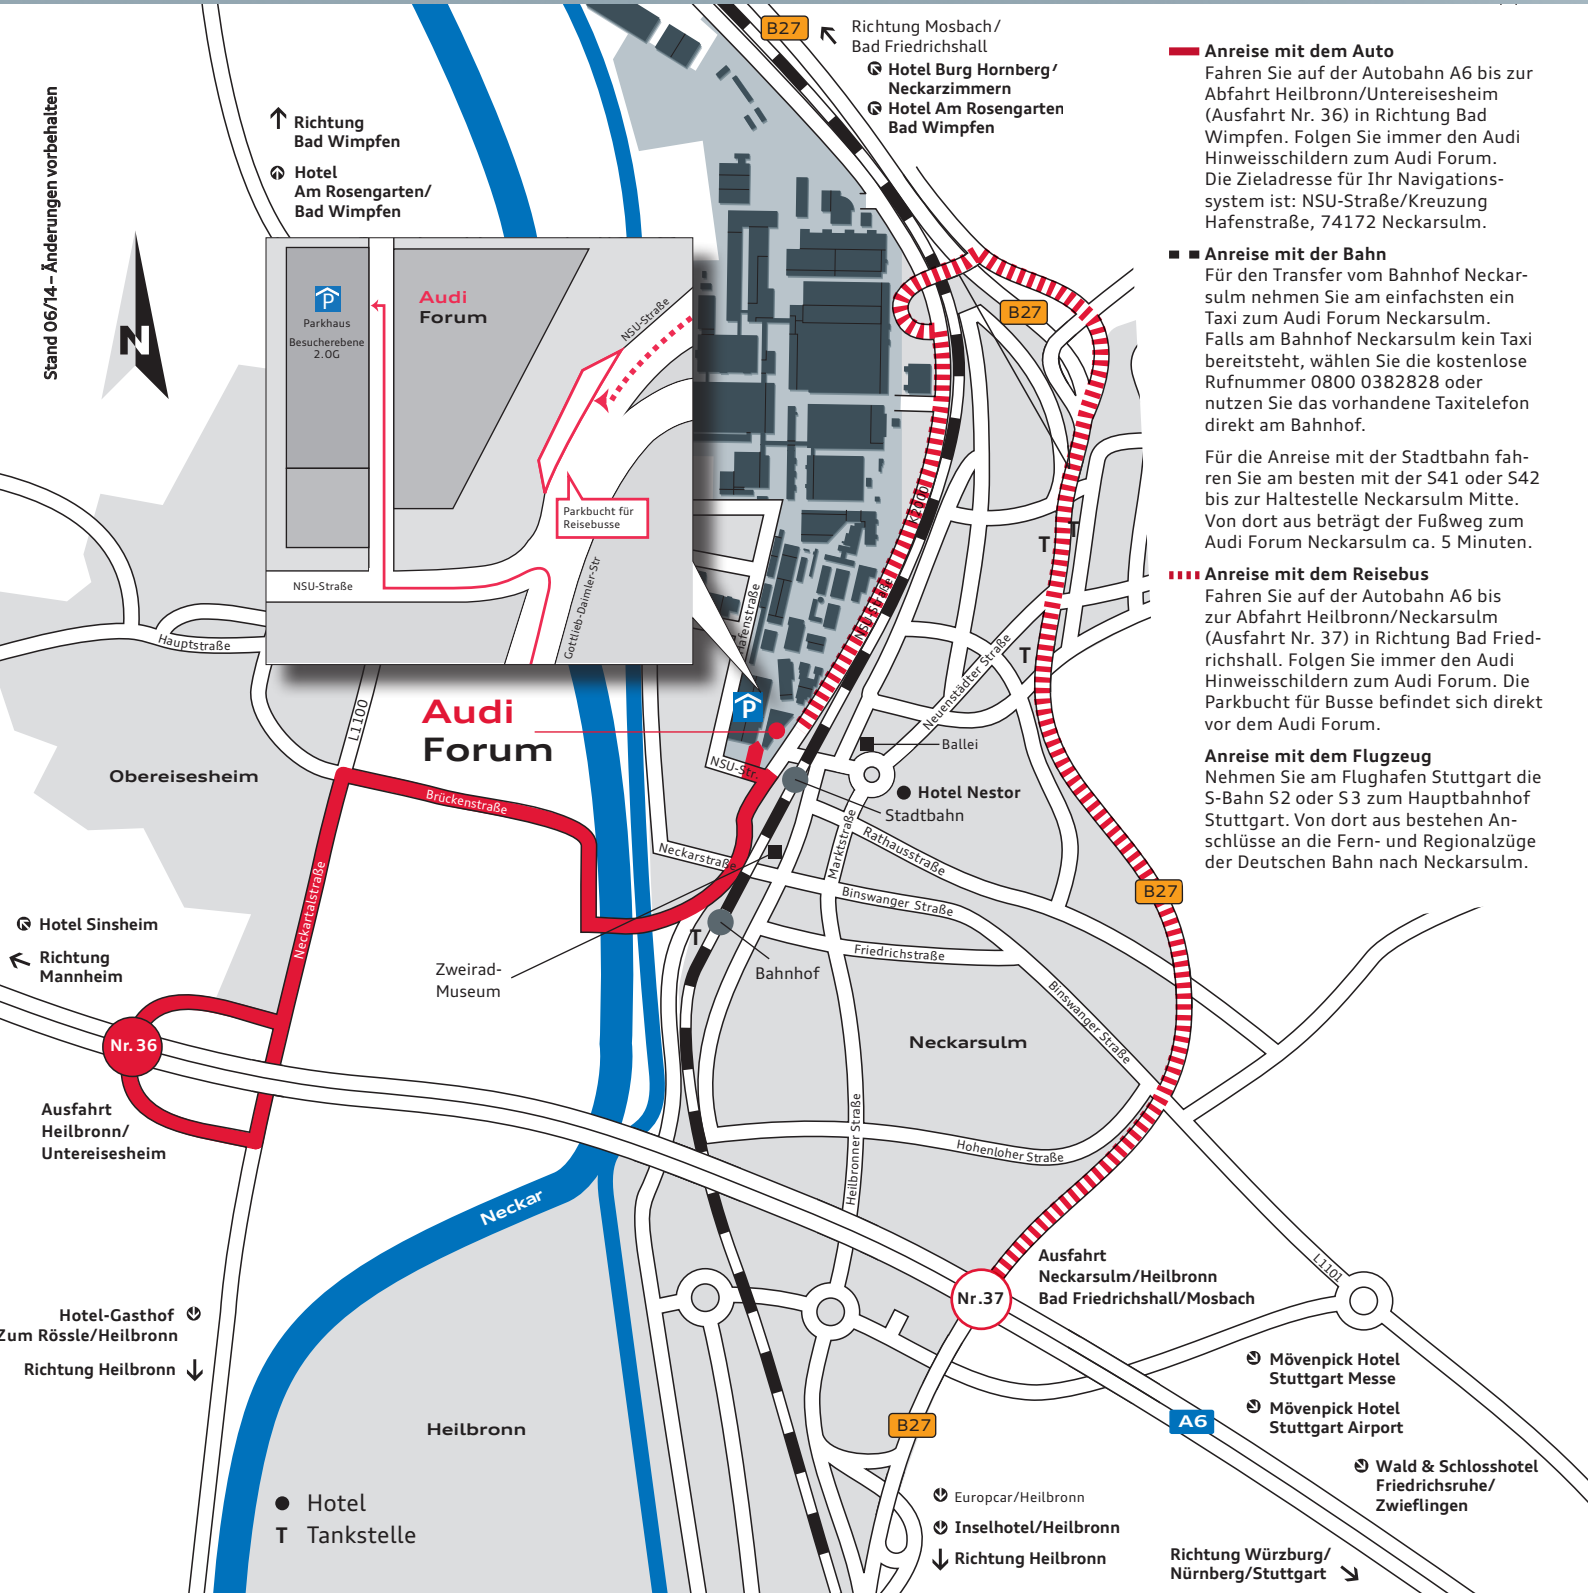 Stand 06/14 – Änderungen vorbehalten
N
Richtung
Bad Wimpfen
Hotel
Am Rosengarten/
Bad Wimpfen
B27
Richtung Mosbach/
Bad Friedrichshall
Hotel Burg Hornberg/
Neckarzimmern
Hotel Am Rosengarten
Bad Wimpfen
Anreise mit dem Auto
Fahren Sie auf der Autobahn A6 bis zur
Abfahrt Heilbronn/Untereisesheim
(Ausfahrt Nr. 36) in Richtung Bad
Wimpfen. Folgen Sie immer den Audi
Hinweisschildern zum Audi Forum.
Die Zieladresse für Ihr Navigations-
system ist: NSU-Straße/Kreuzung
Hafenstraße, 74172 Neckarsulm.
Anreise mit der Bahn
Für den Transfer vom Bahnhof Neckar-
sulm nehmen Sie am einfachsten ein
Taxi zum Audi Forum Neckarsulm.
Falls am Bahnhof Neckarsulm kein Taxi
bereitsteht, wählen Sie die kostenlose
Rufnummer 0800 0382828 oder
nutzen Sie das vorhandene Taxitelefon
direkt am Bahnhof.
Für die Anreise mit der Stadtbahn fah-
ren Sie am besten mit der S41 oder S42
bis zur Haltestelle Neckarsulm Mitte.
Von dort aus beträgt der Fußweg zum
Audi Forum Neckarsulm ca. 5 Minuten.
Anreise mit dem Reisebus
Fahren Sie auf der Autobahn A6 bis
zur Abfahrt Heilbronn/Neckarsulm
(Ausfahrt Nr. 37) in Richtung Bad Fried-
richshall. Folgen Sie immer den Audi
Hinweisschildern zum Audi Forum. Die
Parkbucht für Busse befindet sich direkt
vor dem Audi Forum.
Anreise mit dem Flugzeug
Nehmen Sie am Flughafen Stuttgart die
S-Bahn S2 oder S3 zum Hauptbahnhof
Stuttgart. Von dort aus bestehen An-
schlüsse an die Fern- und Regionalzüge
der Deutschen Bahn nach Neckarsulm.
P
Parkhaus
Besucherebene
2.OG
Audi
Forum
NSU-Straße
Parkbucht für
Reisebusse
NSU-Straße
Gottlieb-Daimler-Str
B27
K2000
T
T
T
NSU-Straße
Hafenstraße
Hauptstraße
L1100
Audi
Forum
P
NSU-Str.
Neuenstädter Straße
Ballei
Hotel Nestor
Stadtbahn
Obereisesheim
Brückenstraße
Neckartalstraße
Neckarstraße
Marktstraße
Rathausstraße
Binswanger Straße
Friedrichstraße
Binswanger Straße
B27
Hotel Sinsheim
Richtung
Mannheim
Zweirad-
Museum
T
Bahnhof
Neckarsulm
Nr. 36
Ausfahrt
Heilbronn/
Untereisesheim
Heilbronner Straße
Hohenloher Straße
Neckar
Ausfahrt
Neckarsulm/Heilbronn
Bad Friedrichshall/Mosbach
Nr.37
L1101
Hotel-Gasthof
Zum Rössle/Heilbronn
Richtung Heilbronn
Mövenpick Hotel
Stuttgart Messe
Mövenpick Hotel
Stuttgart Airport
A6
B27
Heilbronn
Wald & Schlosshotel
Friedrichsruhe/
Zwieflingen
Hotel
T Tankstelle
Europcar/Heilbronn
Inselhotel/Heilbronn
Richtung Heilbronn
Richtung Würzburg/
Nürnberg/Stuttgart